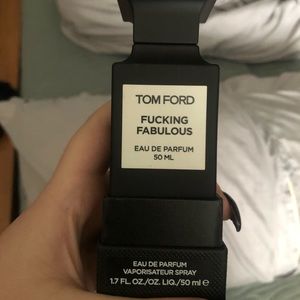 TOM FORD
FUCKING
FABULOUS
EAU DE PARFUM
50 ML
EAU DE PARFUM
VAPORISATEUR SPRAY
1.7 FL. OZ./OZ. LIQ./50 ml ℮